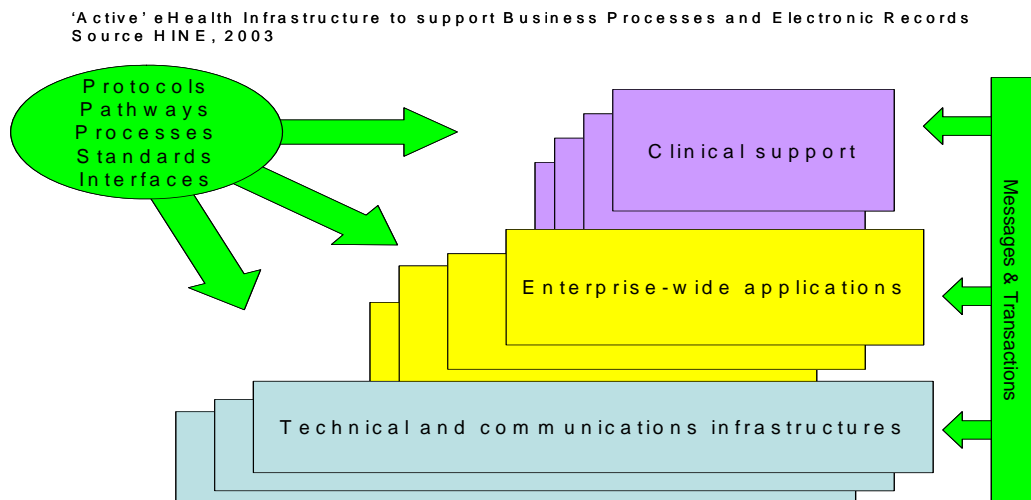 'Active' eHealth Infrastructure to support Business Processes and Electronic Records
Source HINE, 2003
Protocols
Pathways
Processes
Standards
Interfaces
Clinical support
Enterprise-wide applications
Technical and communications infrastructures
Messages & Transactions